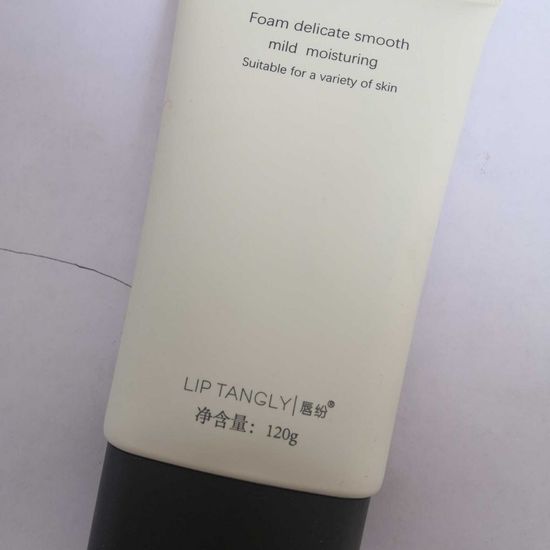 Foam delicate smooth
mild moisturing
Suitable for a variety of skin
LIP TANGLY|唇纷®
净含量：120g